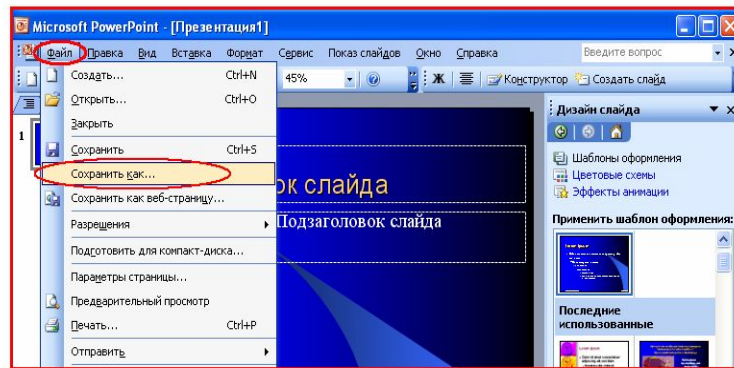 Microsoft PowerPoint - [Презентация1]
Файл Правка Вид Вставка Формат Сервис Показ слайдов Окно Справка Введите вопрос
45% Ж Конструктор Создать слайд
Создать... Ctrl+N
Открыть... Ctrl+O
Закрыть
Сохранить Ctrl+S
Сохранить как...
Сохранить как веб-страницу...
Разрешения
Подготовить для компакт-диска...
Параметры страницы...
Предварительный просмотр
Печать... Ctrl+P
Отправить
1
ок слайда
Подзаголовок слайда
Дизайн слайда
Шаблоны оформления
Цветовые схемы
Эффекты анимации
Применить шаблон оформления:
Последние
использованные